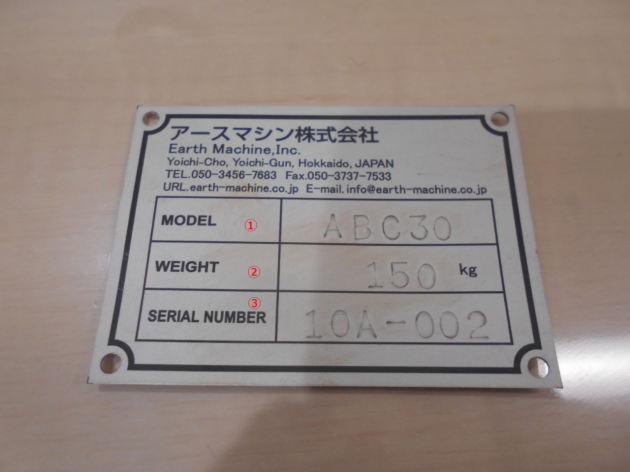 アースマシン株式会社
Earth Machine,Inc.
Yoichi-Cho, Yoichi-Gun, Hokkaido, JAPAN
TEL.050-3456-7683 Fax.050-3737-7533
URL.earth-machine.co.jp E-mail.info@earth-machine.co.jp
MODEL ① ABC30
WEIGHT ② 150 kg
③
SERIAL NUMBER 10A-002